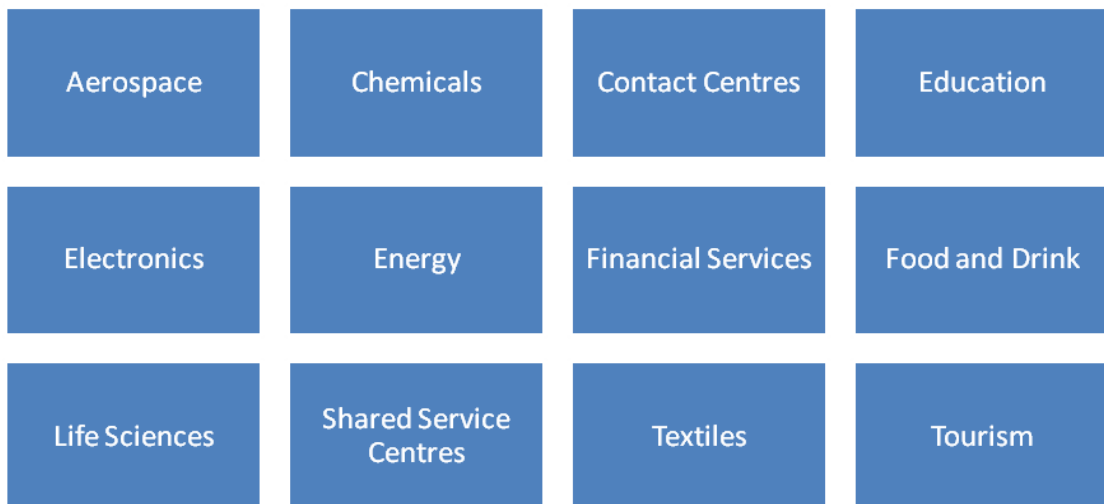 Aerospace
Chemicals
Contact Centres
Education
Electronics
Energy
Financial Services
Food and Drink
Life Sciences
Shared Service
Centres
Textiles
Tourism